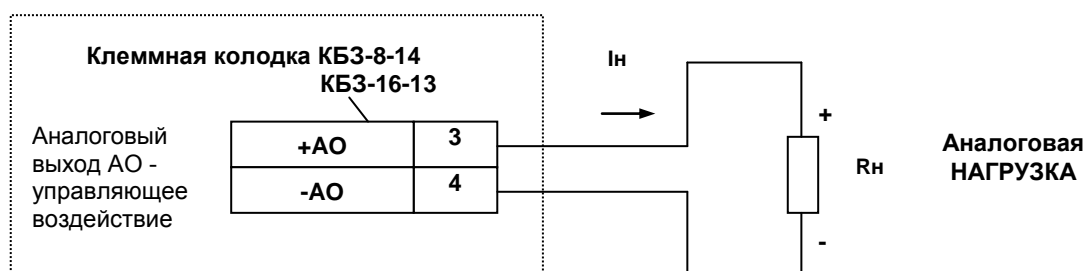 Клеммная колодка КБЗ-8-14
КБЗ-16-13
Аналоговый
выход АО -
управляющее
воздействие
+АО 3
-АО 4
Iн
+
Rн
-
Аналоговая
НАГРУЗКА